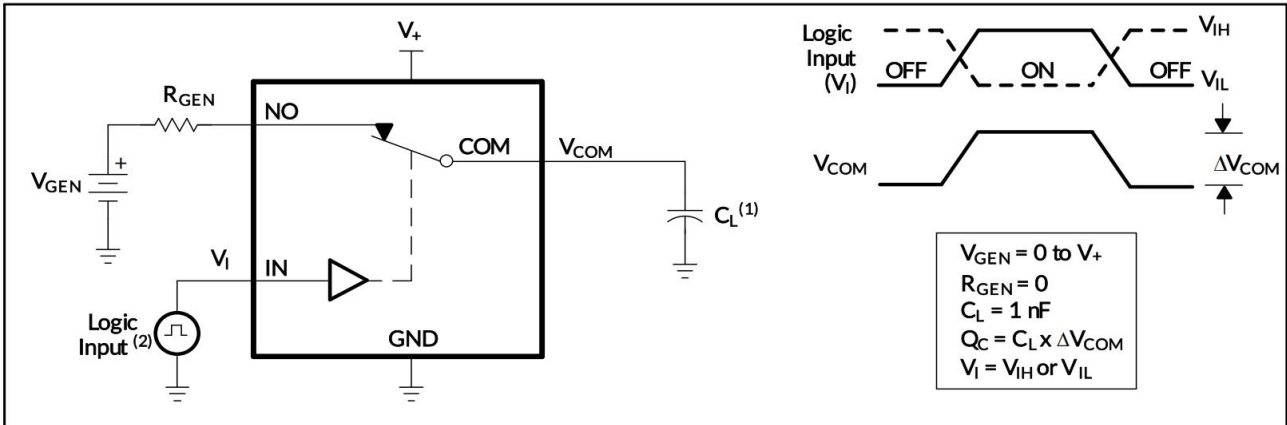 V+
RGEN
NO
COM
VCOM
VGEN
+
CL(1)
VI
IN
Logic
Input (2)
GND
Logic
Input
(VI)
VIH
OFF
ON
OFF
VIL
VCOM
ΔVCOM
VGEN = 0 to V+
RGEN = 0
CL = 1 nF
QC = CL x ΔVCOM
VI = VIH or VIL